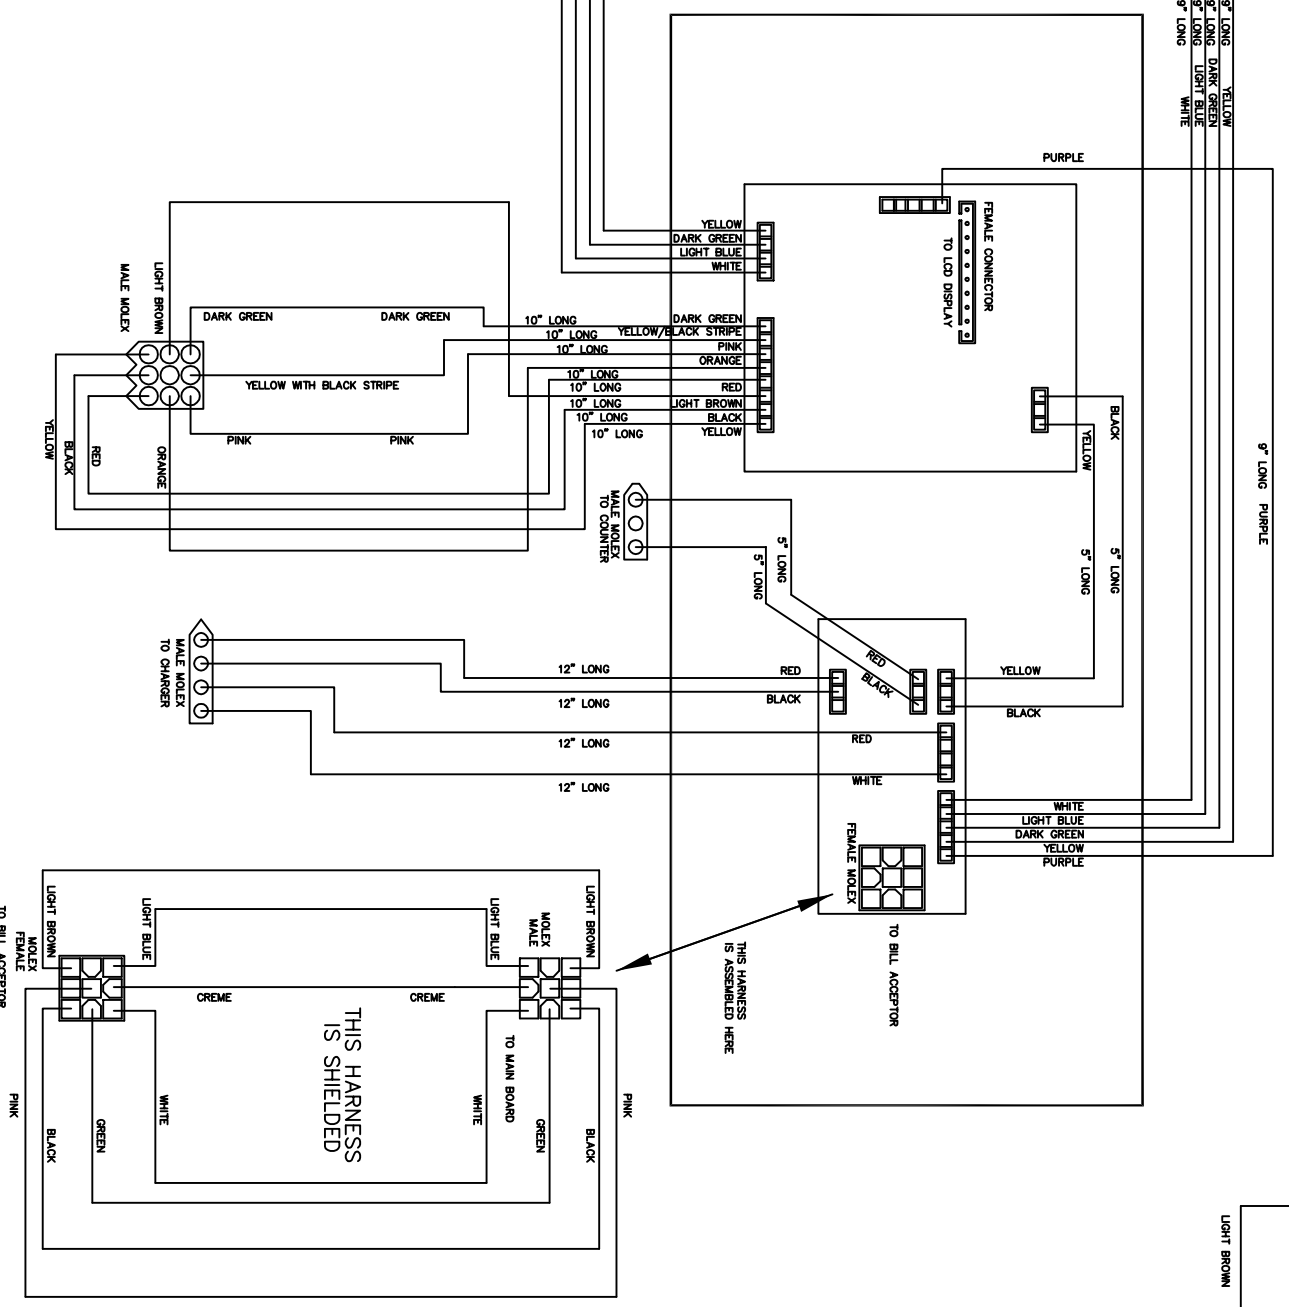 9" LONG
9" LONG
9" LONG
9" LONG
YELLOW
DARK GREEN
LIGHT BLUE
WHITE
PURPLE
FEMALE CONNECTOR
TO LCD DISPLAY
YELLOW
DARK GREEN
LIGHT BLUE
WHITE
LIGHT BROWN
MALE MOLEX
DARK GREEN
DARK GREEN
10" LONG
DARK GREEN
10" LONG
YELLOW/BLACK STRIPE
10" LONG
PINK
ORANGE
10" LONG
10" LONG
RED
10" LONG
LIGHT BROWN
10" LONG
BLACK
10" LONG
YELLOW
YELLOW WITH BLACK STRIPE
PINK
PINK
YELLOW
BLACK
RED
ORANGE
BLACK
YELLOW
9" LONG PURPLE
MALE MOLEX
TO COUNTER
5" LONG
5" LONG
5" LONG
5" LONG
MALE MOLEX
TO CHARGER
12" LONG
RED
12" LONG
BLACK
12" LONG
RED
12" LONG
WHITE
RED
BLACK
YELLOW
BLACK
WHITE
LIGHT BLUE
DARK GREEN
YELLOW
PURPLE
FEMALE MOLEX
TO BILL ACCEPTOR
THIS HARNESS
IS ASSEMBLED HERE
LIGHT BROWN
LIGHT BLUE
LIGHT BLUE
MOLEX
MALE
LIGHT BROWN
MOLEX
FEMALE
TO BILL ACCEPTOR
CREME
CREME
THIS HARNESS
IS SHIELDED
TO MAIN BOARD
PINK
BLACK
GREEN
WHITE
WHITE
GREEN
BLACK
PINK
LIGHT BROWN